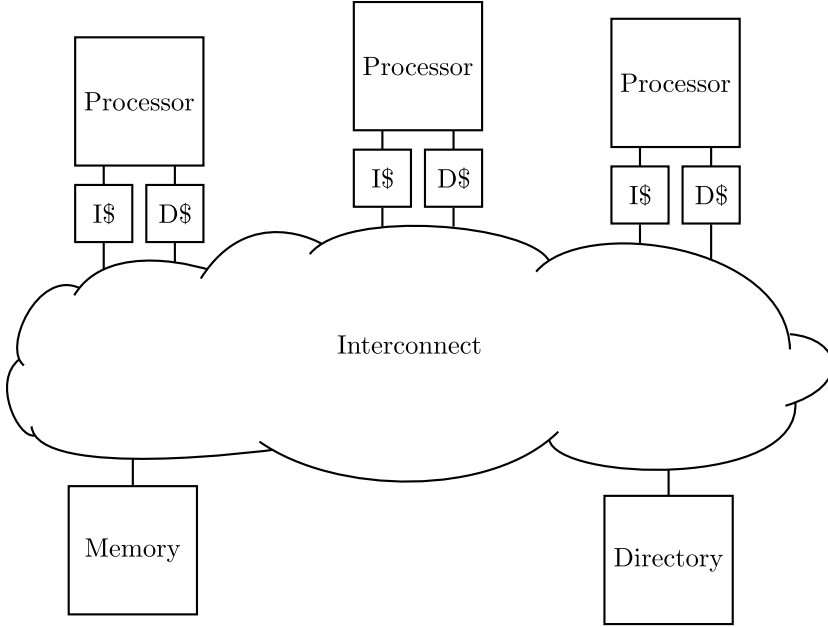 Processor
Processor
Processor
I$
D$
I$
D$
I$
D$
Interconnect
Memory
Directory